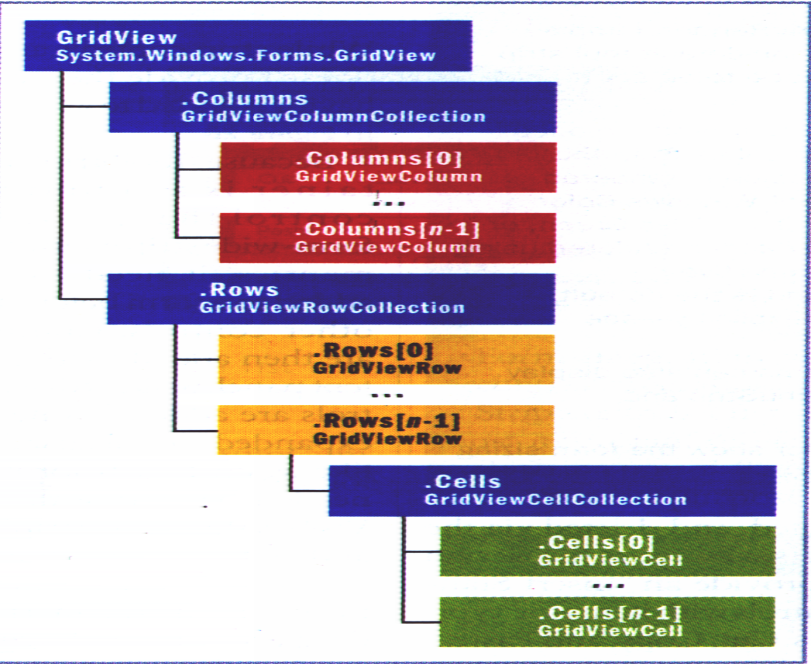 GridView
System.Windows.Forms.GridView
.Columns
GridViewColumnCollection
.Columns[0]
GridViewColumn
...
.Columns[n-1]
GridViewColumn
.Rows
GridViewRowCollection
.Rows[0]
GridViewRow
...
.Rows[n-1]
GridViewRow
.Cells
GridViewCellCollection
.Cells[0]
GridViewCell
...
.Cells[n-1]
GridViewCell